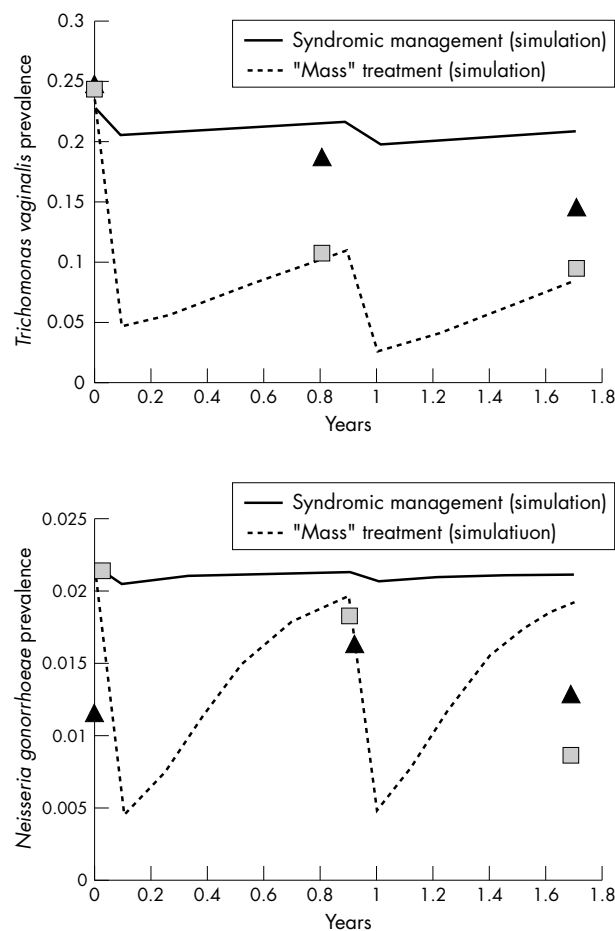 0.3
Syndromic management (simulation)
"Mass" treatment (simulation)
0.25
0.2
0.15
0.1
0.05
0
Trichomonas vaginalis prevalence
0 0.2 0.4 0.6 0.8 1 1.2 1.4 1.6 1.8
Years
Syndromic management (simulation)
"Mass" treatment (simulatiuon)
0.025
0.02
0.015
0.01
0.005
0
Neisseria gonorrhoeae prevalence
0 0.2 0.4 0.6 0.8 1 1.2 1.4 1.6 1.8
Years